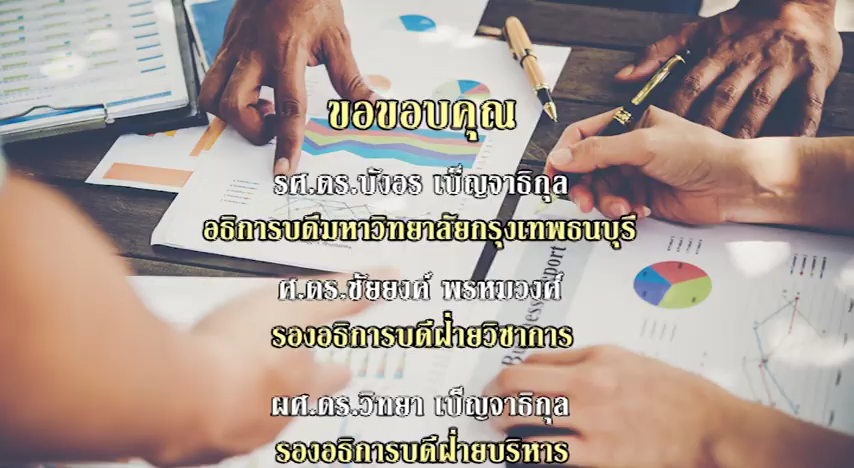 ขอขอบคุณ
รศ.ดร.บังอร เบ็ญจาธิกุล
อธิการบดีมหาวิทยาลัยกรุงเทพธนบุรี
ศ.ดร.ชัยยงค์ พรหมวงศ์
รองอธิการบดีฝ่ายวิชาการ
ผศ.ดร.วิทยา เบ็ญจาธิกุล
รองอธิการบดีฝ่ายบริหาร